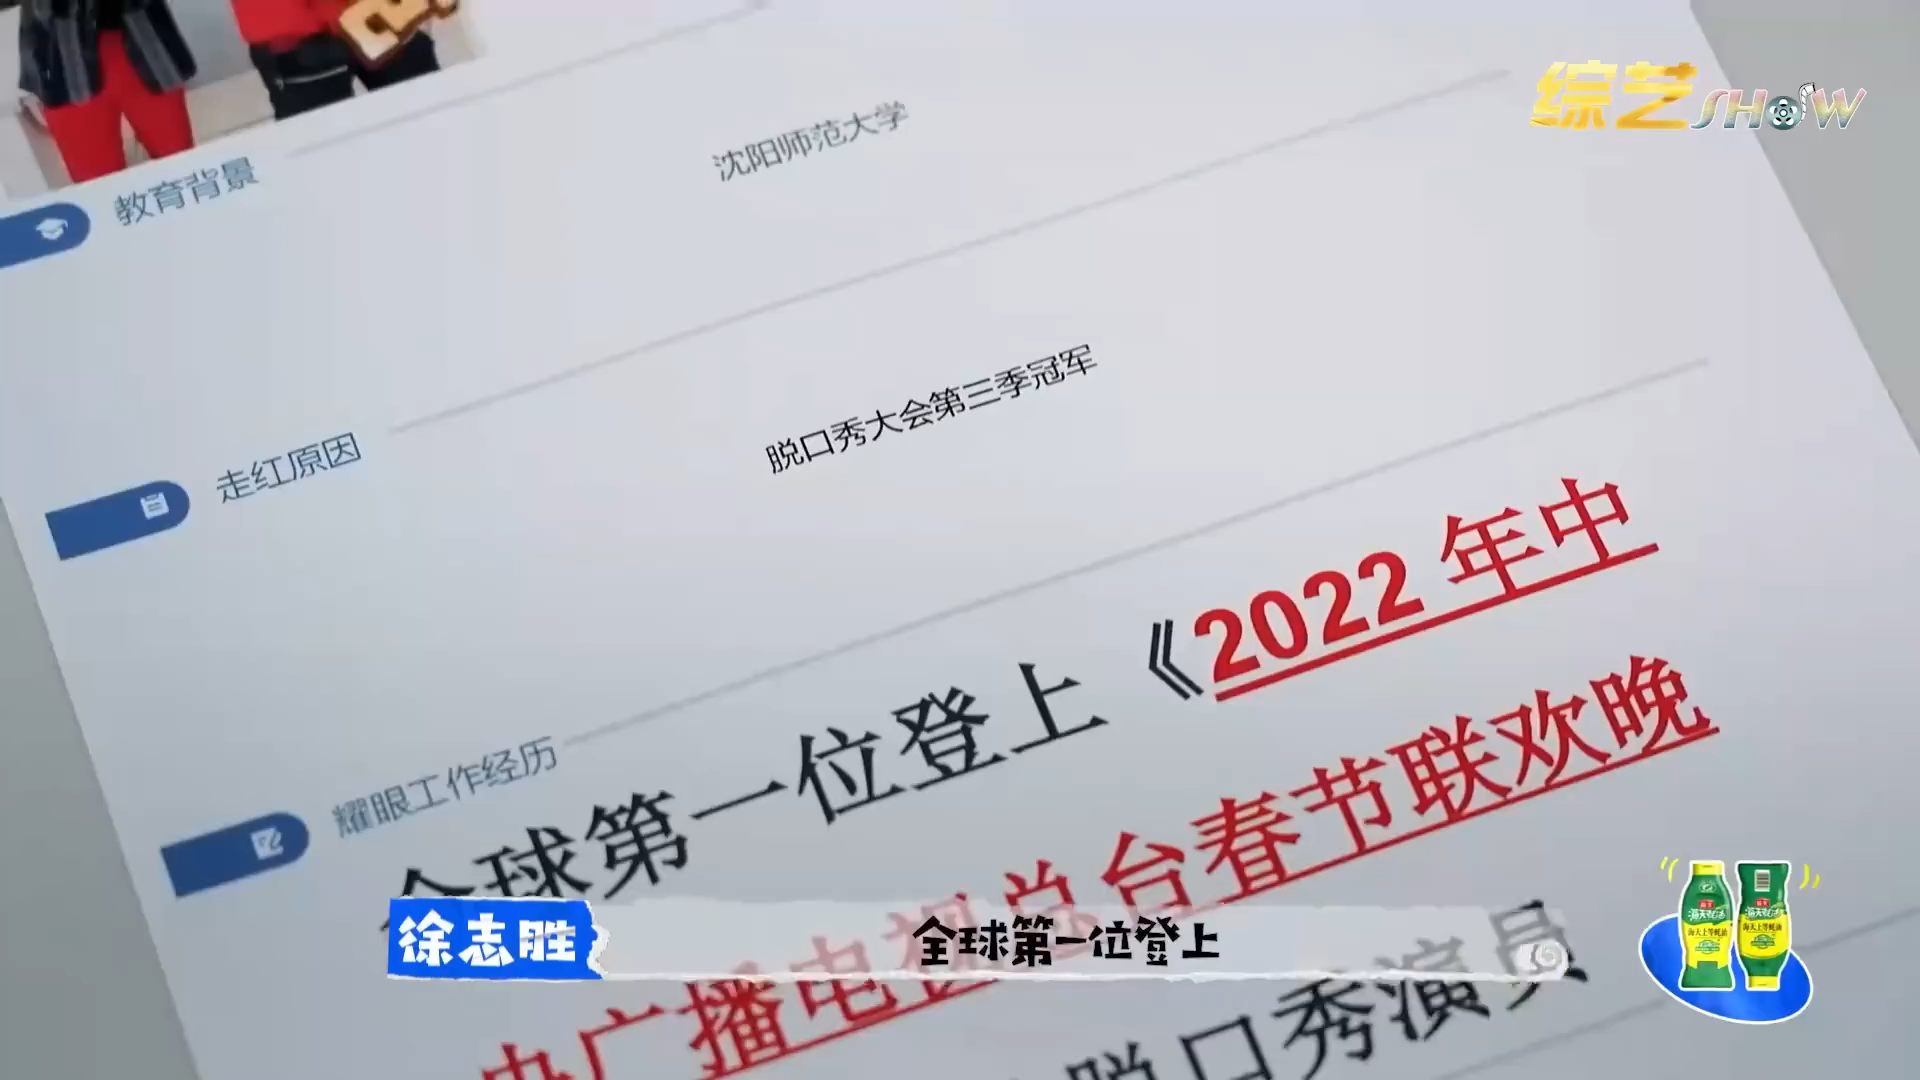 综艺SHOW
教育背景
沈阳师范大学
走红原因
脱口秀大会第三季冠军
耀眼工作经历
全球第一位登上《2022年中
央广播电视总台春节联欢晚
脱口秀演员
徐志胜
全球第一位登上